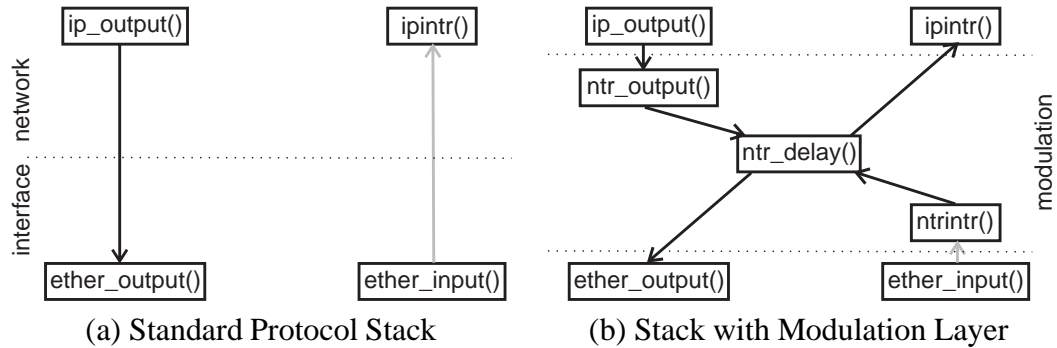 ip_output()
ipintr()
network
interface
ether_output()
ether_input()
(a) Standard Protocol Stack
ip_output()
ipintr()
ntr_output()
ntr_delay()
modulation
ntrintr()
ether_output()
ether_input()
(b) Stack with Modulation Layer